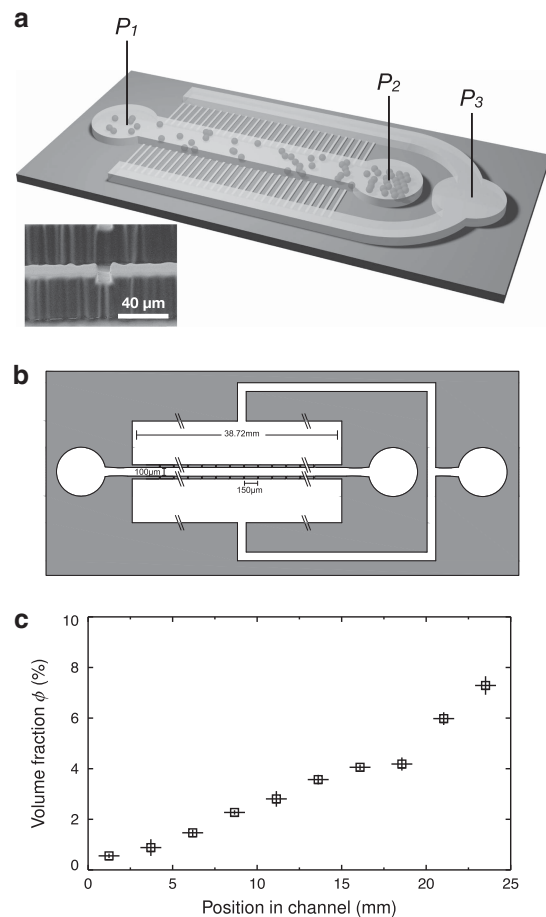 a
P1
P2
P3
40 μm
b
38.72mm
100μm
150μm
c
10
8
6
4
2
0
Volume fraction ϕ (%)
0 5 10 15 20 25
Position in channel (mm)